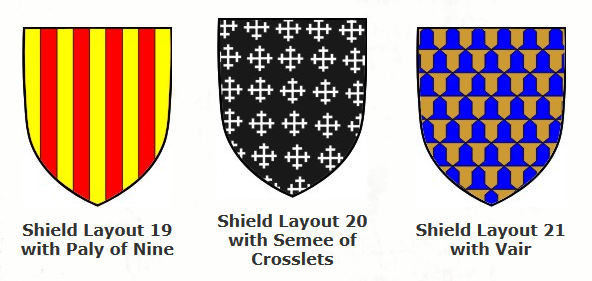 Shield Layout 19
with Paly of Nine
Shield Layout 20
with Semee of
Crosslets
Shield Layout 21
with Vair